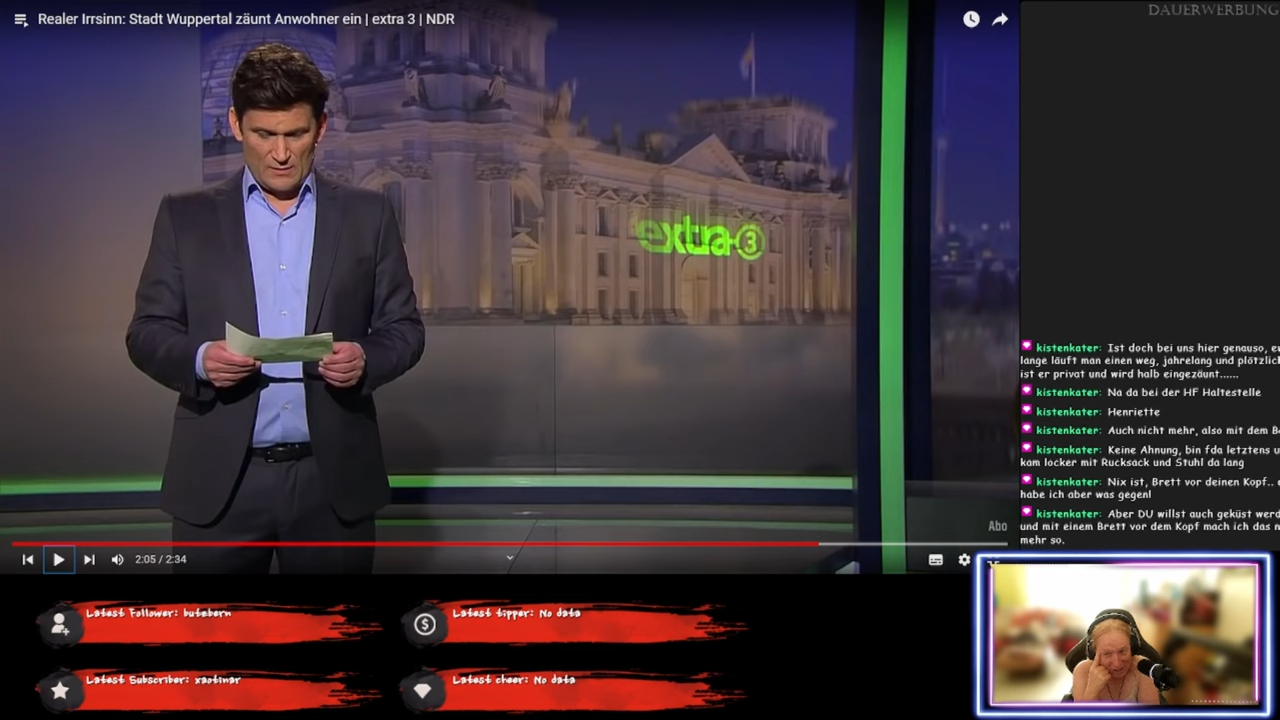 Realer Irrsinn: Stadt Wuppertal zäunt Anwohner ein | extra 3 | NDR
DAUERWERBUNG
extra 3
kistenkater: Ist doch bei uns hier genauso,
lange läuft man einen weg, jahrelang und plötzlich
ist er privat und wird halb eingezäunt......
kistenkater: Na da bei der HF Haltestelle
kistenkater: Henriette
kistenkater: Auch nicht mehr, also mit dem
kistenkater: Keine Ahnung, bin fda letztens
kam locker mit Rucksack und Stuhl da lang
kistenkater: Nix ist, Brett vor deinen Kopf..
habe ich aber was gegen!
kistenkater: Aber DU willst auch geküst
und mit einem Brett vor dem Kopf mach ich das
mehr so.
Abo
2:05 / 2:34
Latest Follower: butzbern
Latest tipper: No data
Latest Subscriber: xaotinar
Latest cheer: No data